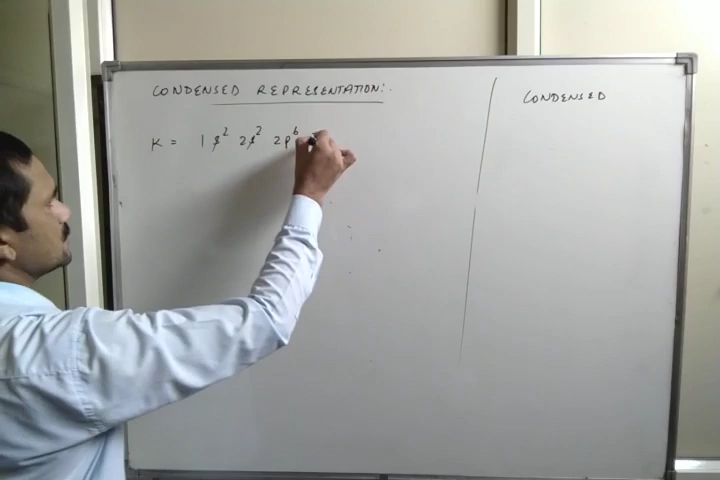 CONDENSED REPRESENTATION:
CONDENSED
K = 1s² 2s² 2p⁶